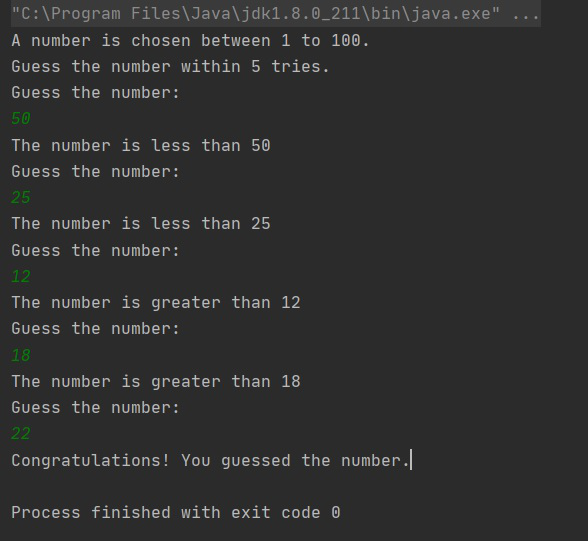 "C:\Program Files\Java\jdk1.8.0_211\bin\java.exe" ...
A number is chosen between 1 to 100.
Guess the number within 5 tries.
Guess the number:
50
The number is less than 50
Guess the number:
25
The number is less than 25
Guess the number:
12
The number is greater than 12
Guess the number:
18
The number is greater than 18
Guess the number:
22
Congratulations! You guessed the number.
Process finished with exit code 0